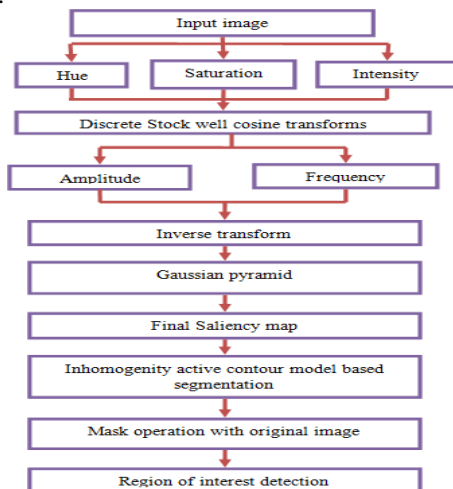 Input image
Hue
Saturation
Intensity
Discrete Stock well cosine transforms
Amplitude
Frequency
Inverse transform
Gaussian pyramid
Final Saliency map
Inhomogenity active contour model based
segmentation
Mask operation with original image
Region of interest detection